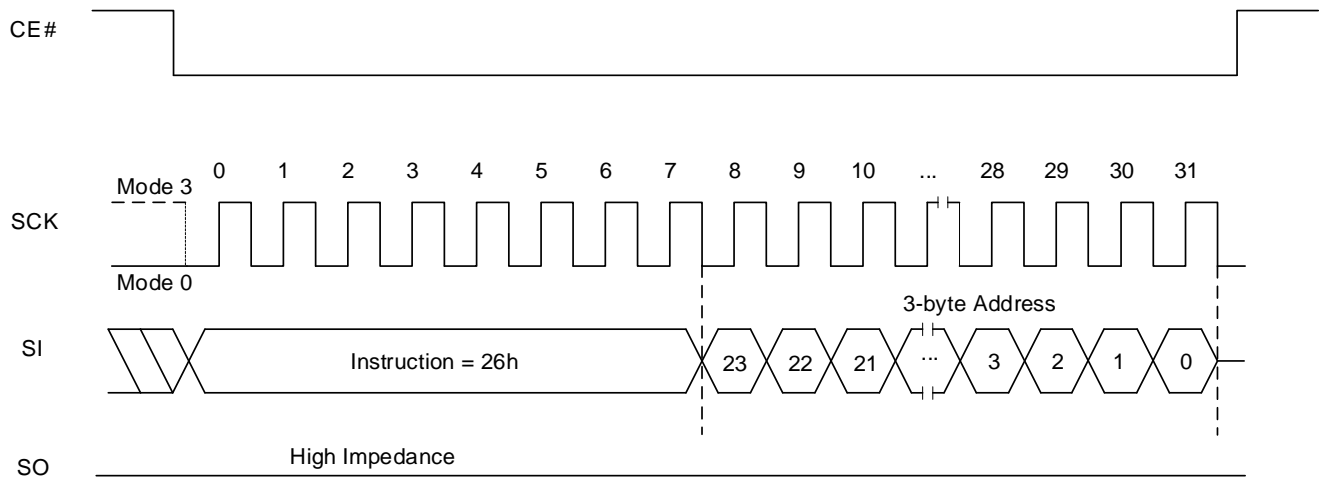 CE#
0 1 2 3 4 5 6 7 8 9 10 ... 28 29 30 31
Mode 3
SCK
Mode 0
3-byte Address
SI
Instruction = 26h 23 22 21 ... 3 2 1 0
High Impedance
SO